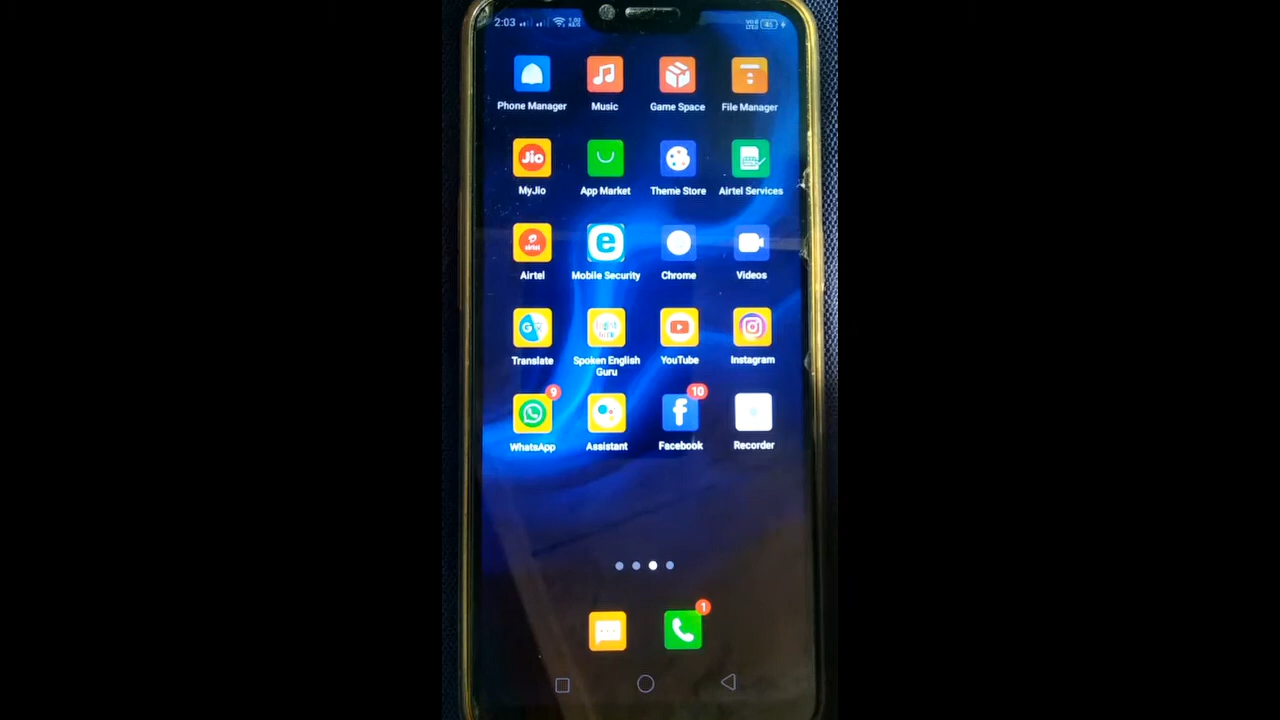 2:03
Phone Manager
Music
Game Space
File Manager
Jio
MyJio
App Market
Theme Store
Airtel Services
airtel
Airtel
e
Mobile Security
Chrome
Videos
G
Translate
Spoken English
Guru
YouTube
Instagram
9
WhatsApp
Assistant
10
f
Facebook
Recorder
1